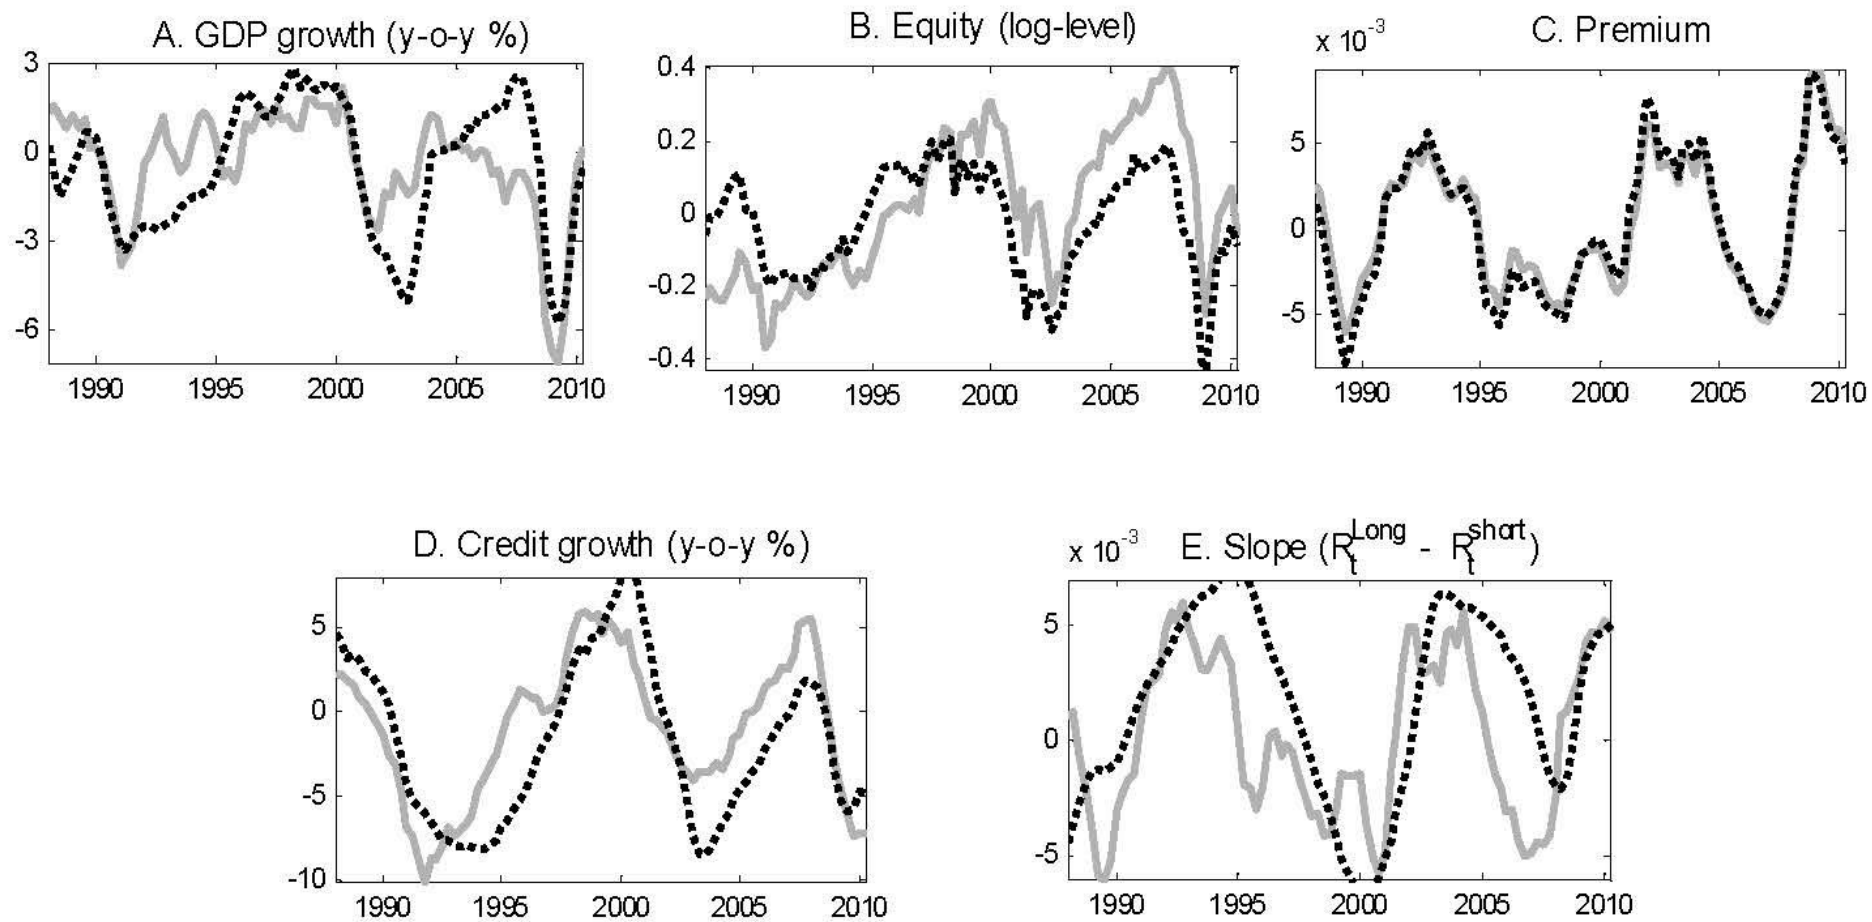 A. GDP growth (y-o-y %)
3
0
-3
-6
1990 1995 2000 2005 2010
B. Equity (log-level)
0.4
0.2
0
-0.2
-0.4
1990 1995 2000 2005 2010
x 10^-3 C. Premium
5
0
-5
1990 1995 2000 2005 2010
D. Credit growth (y-o-y %)
5
0
-5
-10
1990 1995 2000 2005 2010
x 10^-3 E. Slope (R_t^Long - R_t^short)
5
0
-5
1990 1995 2000 2005 2010